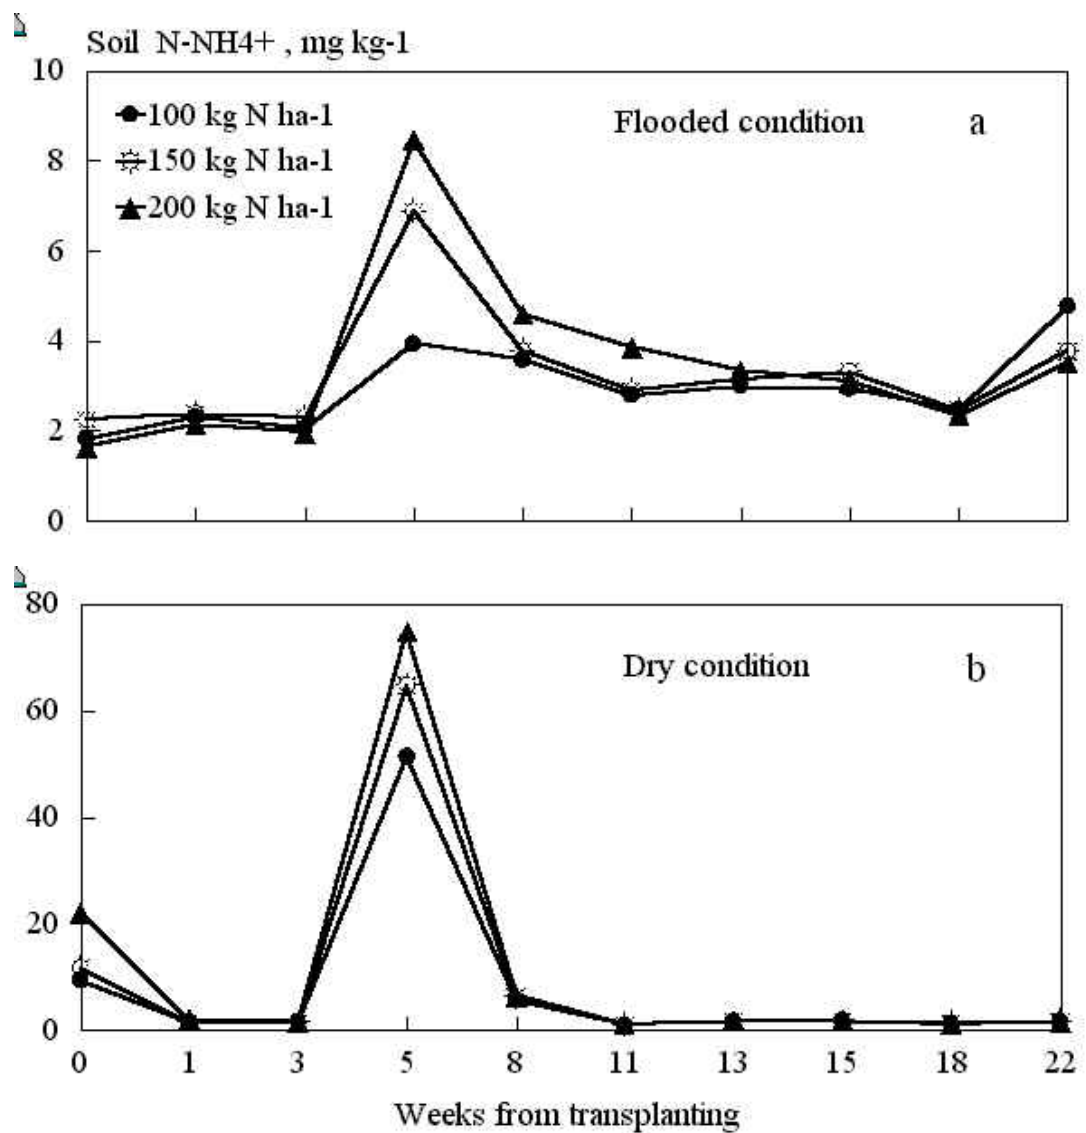 Soil N-NH4+ , mg kg-1
10
100 kg N ha-1
Flooded condition a
8
150 kg N ha-1
200 kg N ha-1
6
4
2
0
80
Dry condition b
60
40
20
0
0 1 3 5 8 11 13 15 18 22
Weeks from transplanting